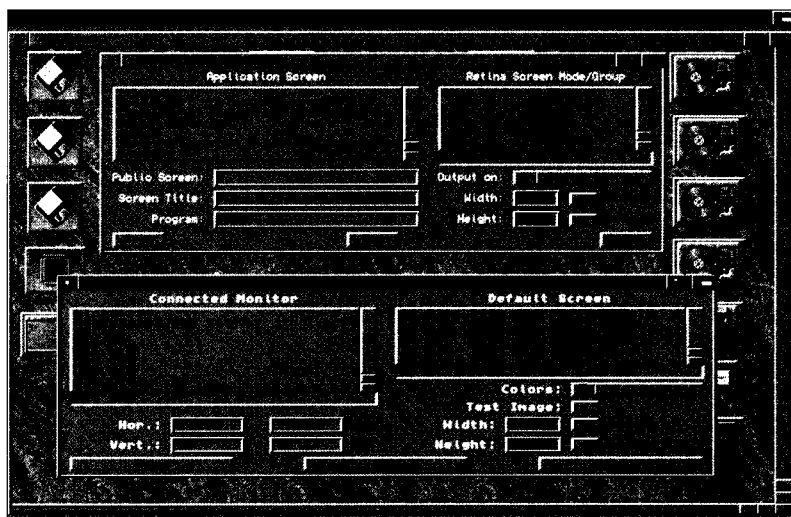 Application Screen
Retina Screen Mode/Group
Public Screen:
Output on:
Screen Title:
Width:
Program:
Height:
Connected Monitor
Default Screen
Colors:
Test Image:
Hor.:
Width:
Vert.:
Height: